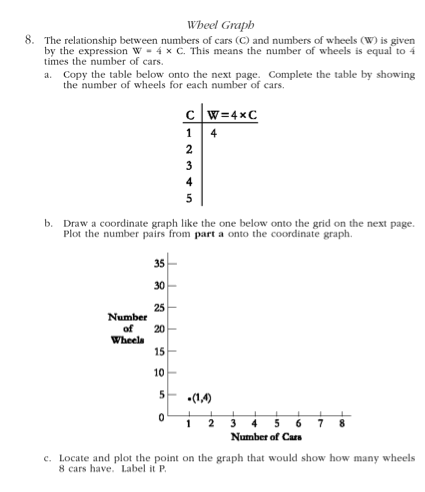 Wheel Graph
8. The relationship between numbers of cars (C) and numbers of wheels (W) is given
by the expression W = 4 × C. This means the number of wheels is equal to 4
times the number of cars.
a. Copy the table below onto the next page. Complete the table by showing
the number of wheels for each number of cars.
C W=4×C
1 4
2
3
4
5
b. Draw a coordinate graph like the one below onto the grid on the next page.
Plot the number pairs from part a onto the coordinate graph.
35
30
25
Number
of
Wheels
20
15
10
5
•(1,4)
0
1 2 3 4 5 6 7 8
Number of Cars
c. Locate and plot the point on the graph that would show how many wheels
8 cars have. Label it P.